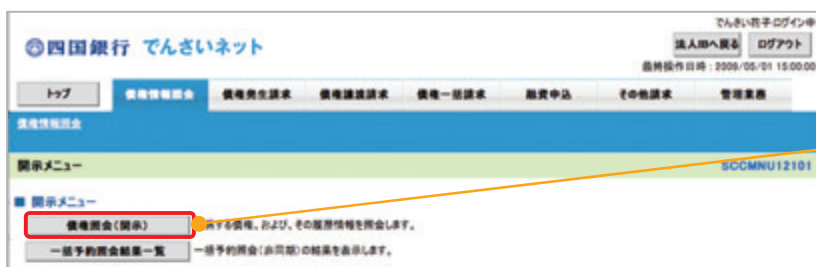 でんさい花子:ログイン中
四国銀行 でんさいネット
法人IBへ戻る ログアウト
最終操作日時:2009/05/01 15:00:00
トップ 債権情報照会 債権発生請求 債権譲渡請求 債権一括請求 融資申込 その他請求 管理業務
債権情報照会
開示メニュー SCCMNU12101
■ 開示メニュー
債権照会(開示) する債権、および、その履歴情報を照会します。
一括予約照会結果一覧 一括予約照会(非同期)の結果を表示します。